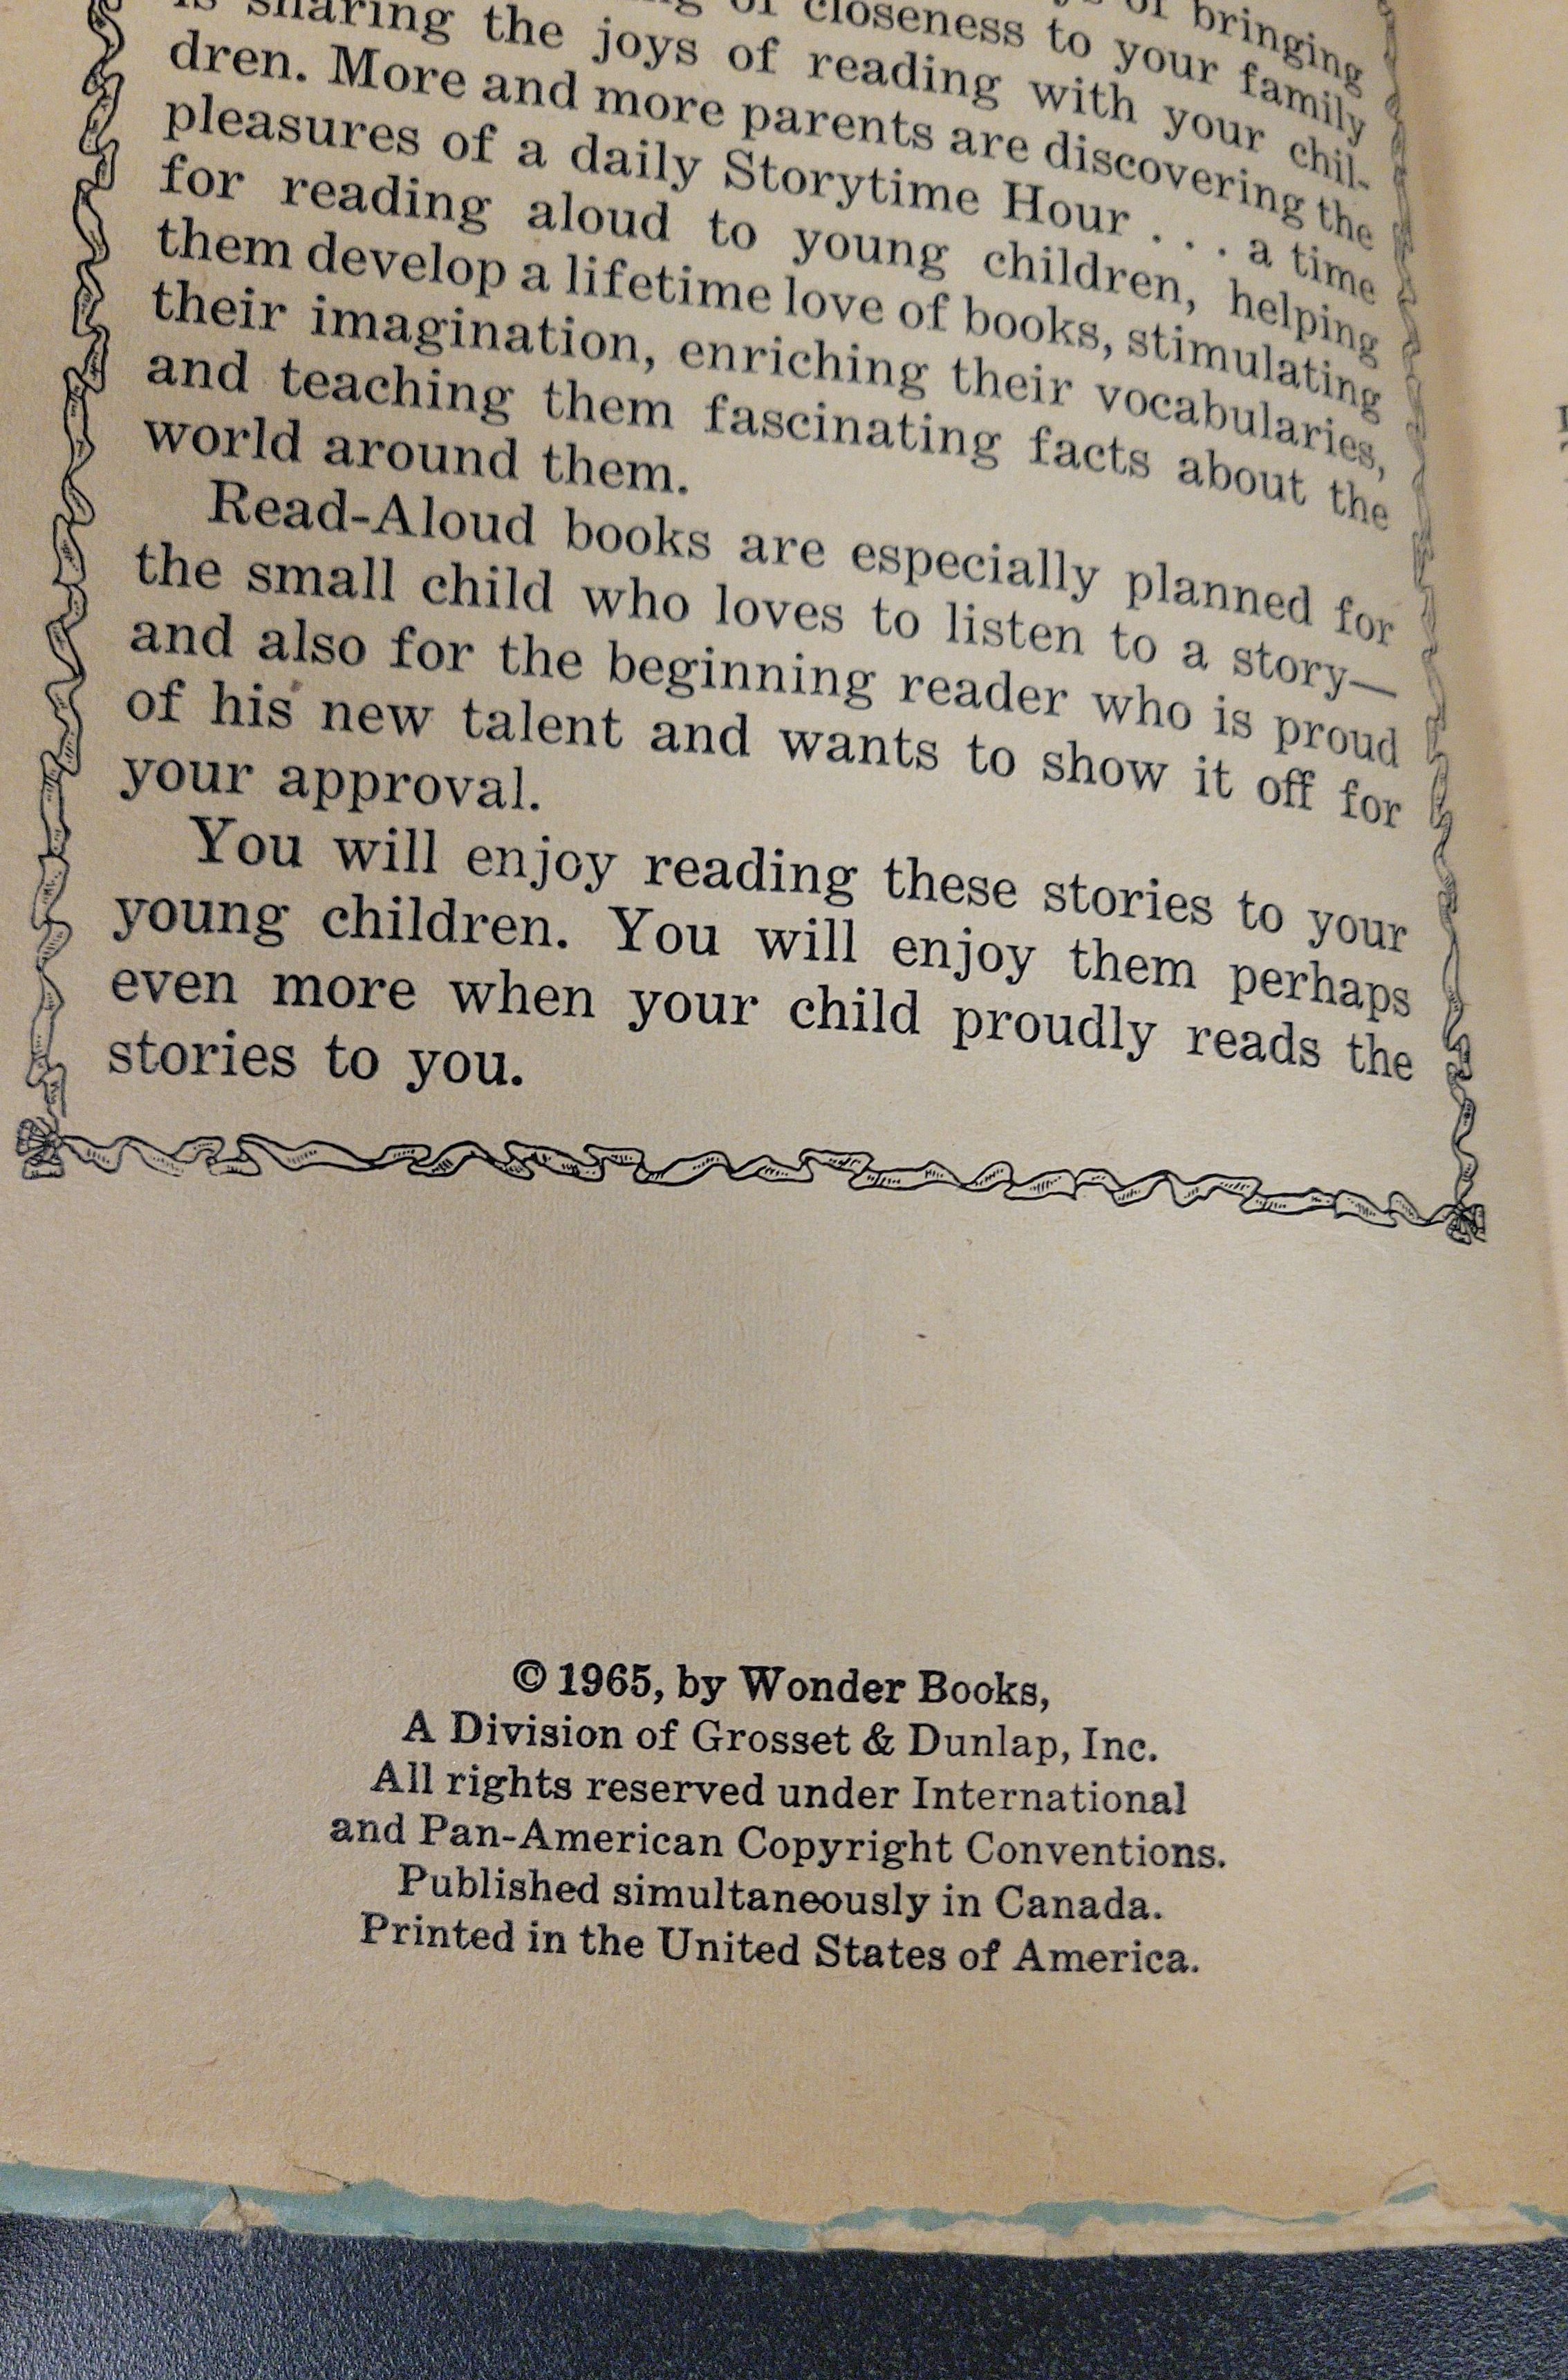 of bringing
of closeness to your family
is sharing the joys of reading with your chil-
dren. More and more parents are discovering the
pleasures of a daily Storytime Hour . . . a time
for reading aloud to young children, helping
them develop a lifetime love of books, stimulating
their imagination, enriching their vocabularies,
and teaching them fascinating facts about the
world around them.
Read-Aloud books are especially planned for
the small child who loves to listen to a story—
and also for the beginning reader who is proud
of his new talent and wants to show it off for
your approval.
You will enjoy reading these stories to your
young children. You will enjoy them perhaps
even more when your child proudly reads the
stories to you.
© 1965, by Wonder Books,
A Division of Grosset & Dunlap, Inc.
All rights reserved under International
and Pan-American Copyright Conventions.
Published simultaneously in Canada.
Printed in the United States of America.